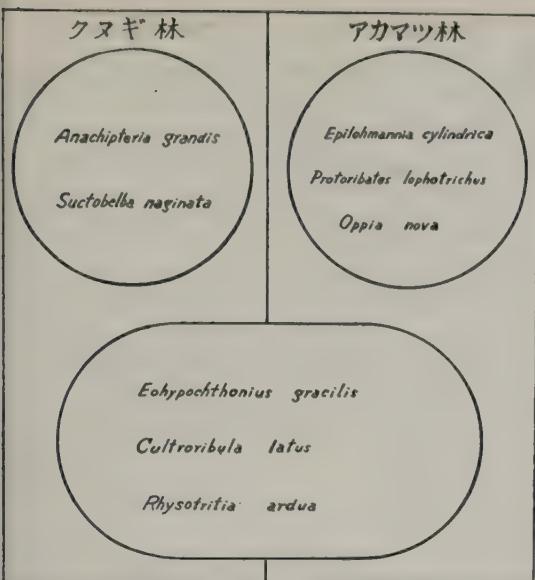 クヌギ林
アカマツ林
Anachipteria grandis
Suctobelba naginata
Epilohmannia cylindrica
Protoribates lophotrichus
Oppia nova
Eohypochthonius gracilis
Cultroribula latus
Rhysotritia ardua